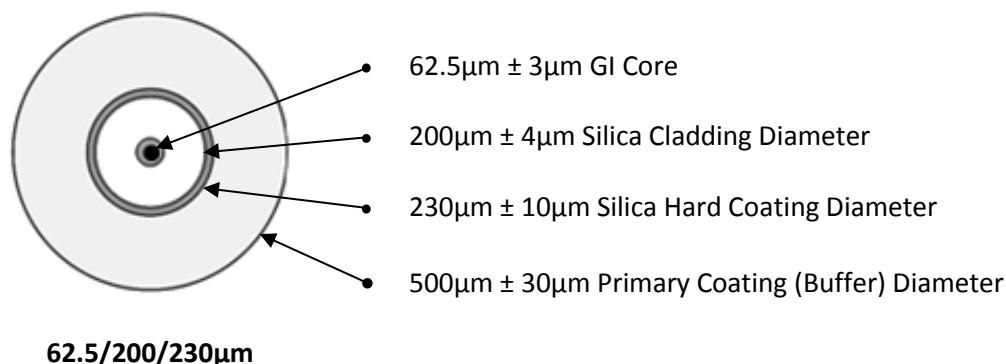 62.5µm ± 3µm GI Core
200µm ± 4µm Silica Cladding Diameter
230µm ± 10µm Silica Hard Coating Diameter
500µm ± 30µm Primary Coating (Buffer) Diameter
62.5/200/230µm